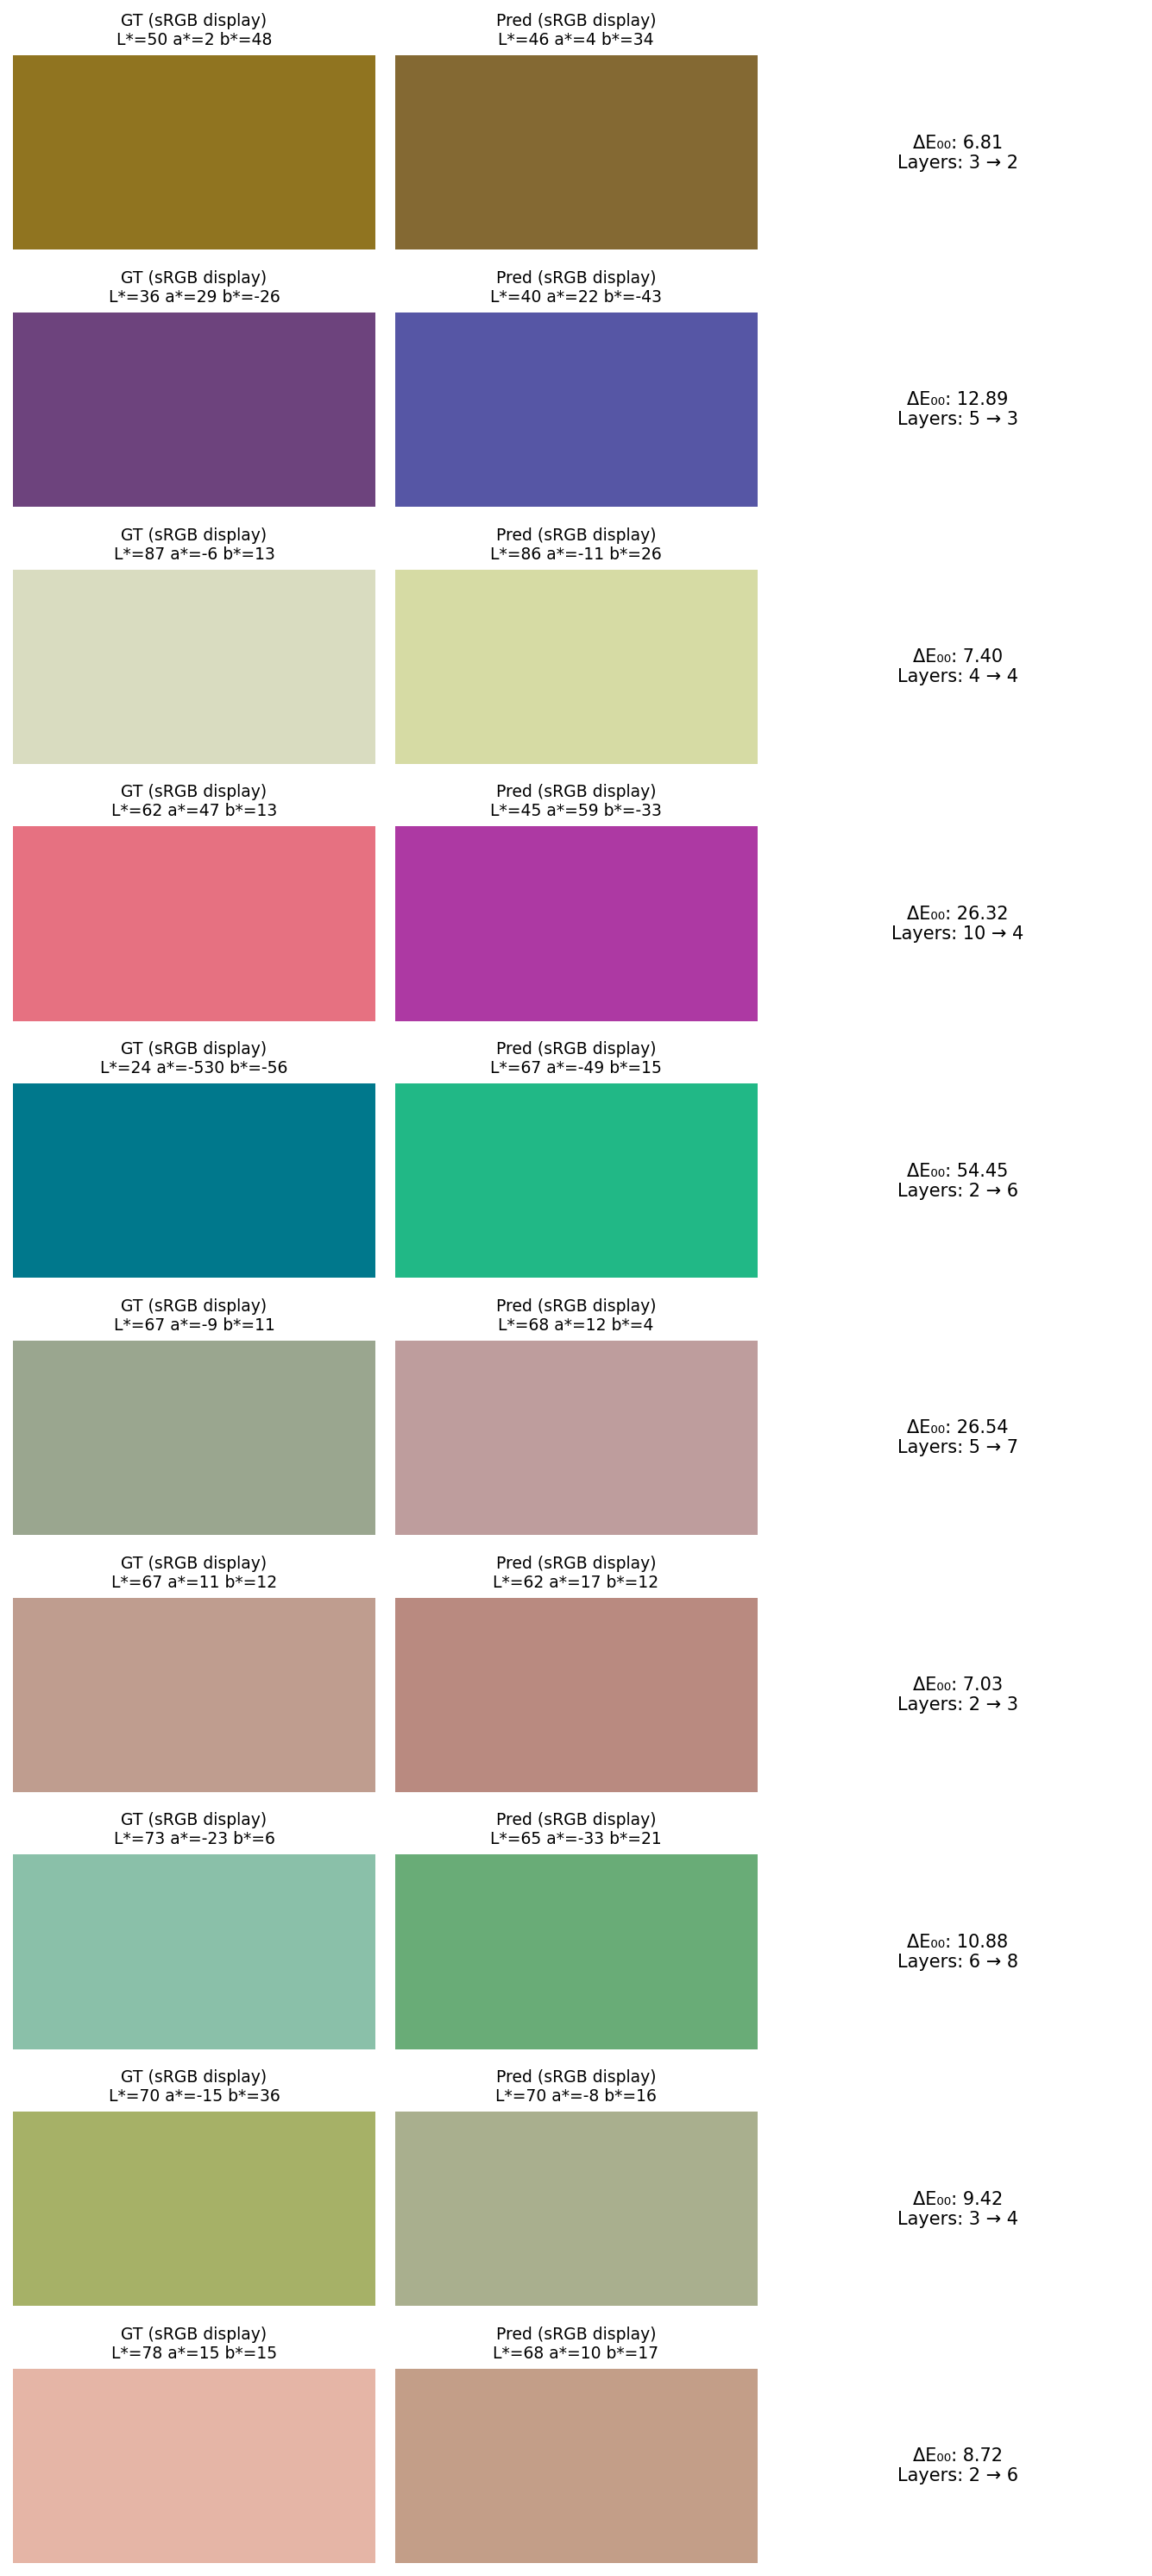 GT (sRGB display)
L*=50 a*=2 b*=48
Pred (sRGB display)
L*=46 a*=4 b*=34
ΔE₀₀: 6.81
Layers: 3 → 2
GT (sRGB display)
L*=36 a*=29 b*=-26
Pred (sRGB display)
L*=40 a*=22 b*=-43
ΔE₀₀: 12.89
Layers: 5 → 3
GT (sRGB display)
L*=87 a*=-6 b*=13
Pred (sRGB display)
L*=86 a*=-11 b*=26
ΔE₀₀: 7.40
Layers: 4 → 4
GT (sRGB display)
L*=62 a*=47 b*=13
Pred (sRGB display)
L*=45 a*=59 b*=-33
ΔE₀₀: 26.32
Layers: 10 → 4
GT (sRGB display)
L*=24 a*=-530 b*=-56
Pred (sRGB display)
L*=67 a*=-49 b*=15
ΔE₀₀: 54.45
Layers: 2 → 6
GT (sRGB display)
L*=67 a*=-9 b*=11
Pred (sRGB display)
L*=68 a*=12 b*=4
ΔE₀₀: 26.54
Layers: 5 → 7
GT (sRGB display)
L*=67 a*=11 b*=12
Pred (sRGB display)
L*=62 a*=17 b*=12
ΔE₀₀: 7.03
Layers: 2 → 3
GT (sRGB display)
L*=73 a*=-23 b*=6
Pred (sRGB display)
L*=65 a*=-33 b*=21
ΔE₀₀: 10.88
Layers: 6 → 8
GT (sRGB display)
L*=70 a*=-15 b*=36
Pred (sRGB display)
L*=70 a*=-8 b*=16
ΔE₀₀: 9.42
Layers: 3 → 4
GT (sRGB display)
L*=78 a*=15 b*=15
Pred (sRGB display)
L*=68 a*=10 b*=17
ΔE₀₀: 8.72
Layers: 2 → 6